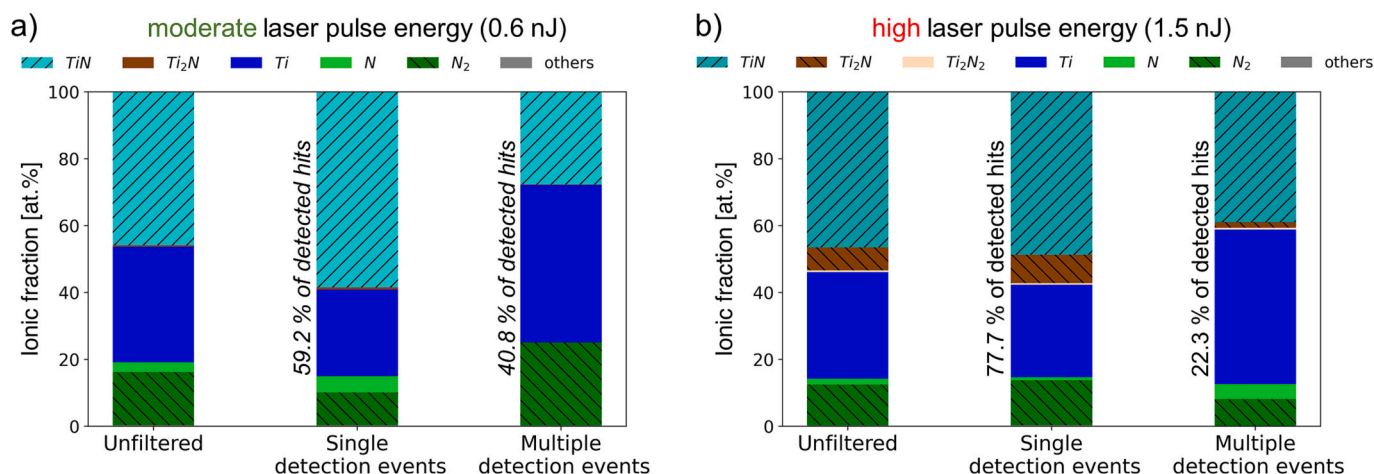 a)
moderate laser pulse energy (0.6 nJ)
TiN Ti₂N Ti N N₂ others
Ionic fraction [at.%]
100
80
60
40
20
0
59.2 % of detected hits
40.8 % of detected hits
Unfiltered
Single
detection events
Multiple
detection events
b)
high laser pulse energy (1.5 nJ)
TiN Ti₂N Ti₂N₂ Ti N N₂ others
Ionic fraction [at.%]
100
80
60
40
20
0
77.7 % of detected hits
22.3 % of detected hits
Unfiltered
Single
detection events
Multiple
detection events